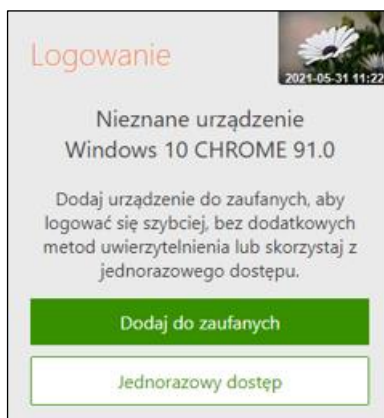 Logowanie
2021-05-31 11:22
Nieznane urządzenie
Windows 10 CHROME 91.0
Dodaj urządzenie do zaufanych, aby
logować się szybciej, bez dodatkowych
metod uwierzytelnienia lub skorzystaj z
jednorazowego dostępu.
Dodaj do zaufanych
Jednorazowy dostęp